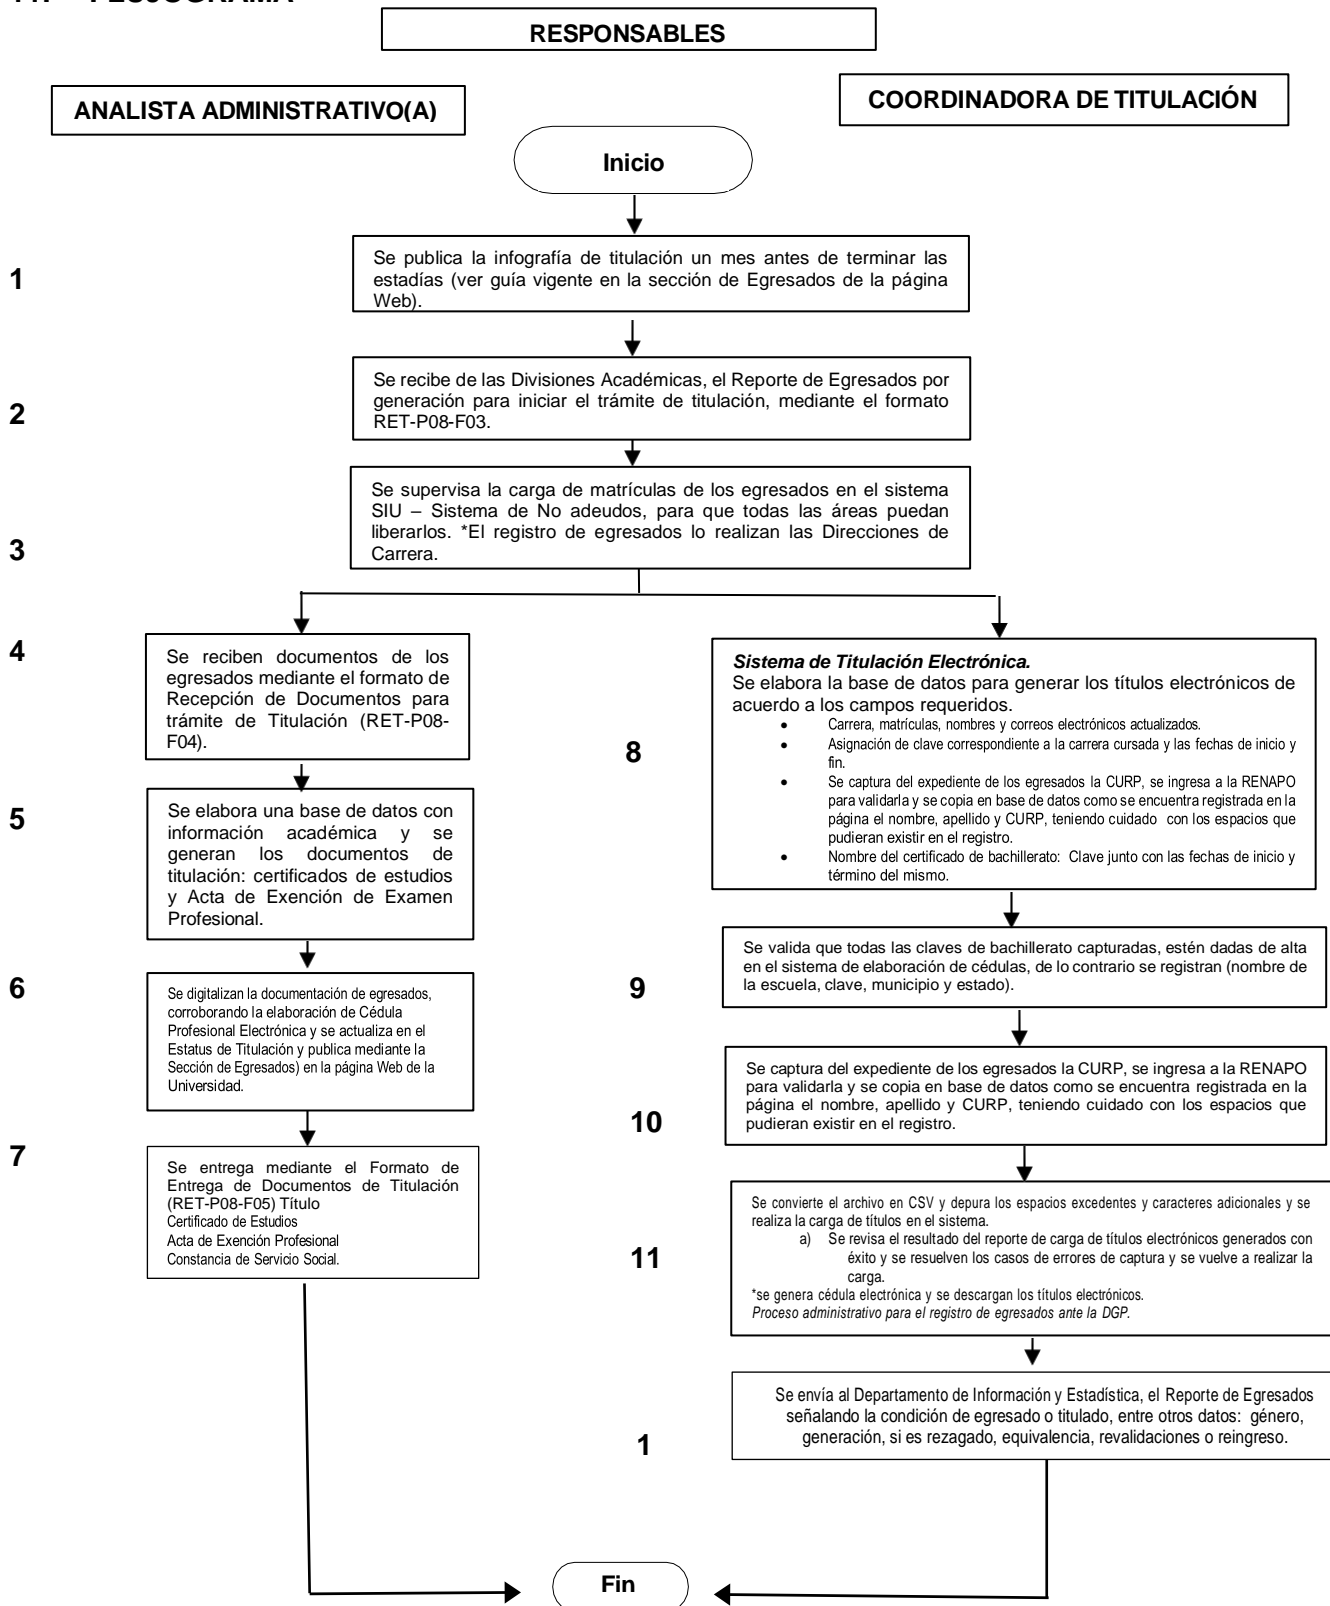 RESPONSABLES
ANALISTA ADMINISTRATIVO(A)
COORDINADORA DE TITULACIÓN
Inicio
1
Se publica la infografía de titulación un mes antes de terminar las
estadías (ver guía vigente en la sección de Egresados de la página
Web).
2
Se recibe de las Divisiones Académicas, el Reporte de Egresados por
generación para iniciar el trámite de titulación, mediante el formato
RET-P08-F03.
3
Se supervisa la carga de matrículas de los egresados en el sistema
SIU – Sistema de No adeudos, para que todas las áreas puedan
liberarlos. *El registro de egresados lo realizan las Direcciones de
Carrera.
4
Se reciben documentos de los
egresados mediante el formato de
Recepción de Documentos para
trámite de Titulación (RET-P08-
F04).
5
Se elabora una base de datos con
información académica y se
generan los documentos de
titulación: certificados de estudios
y Acta de Exención de Examen
Profesional.
6
Se digitalizan la documentación de egresados,
corroborando la elaboración de Cédula
Profesional Electrónica y se actualiza en el
Estatus de Titulación y publica mediante la
Sección de Egresados) en la página Web de la
Universidad.
7
Se entrega mediante el Formato de
Entrega de Documentos de Titulación
(RET-P08-F05) Título
Certificado de Estudios
Acta de Exención Profesional
Constancia de Servicio Social.
8
Sistema de Titulación Electrónica.
Se elabora la base de datos para generar los títulos electrónicos de
acuerdo a los campos requeridos.
• Carrera, matrículas, nombres y correos electrónicos actualizados.
• Asignación de clave correspondiente a la carrera cursada y las fechas de inicio y
fin.
• Se captura del expediente de los egresados la CURP, se ingresa a la RENAPO
para validarla y se copia en base de datos como se encuentra registrada en la
página el nombre, apellido y CURP, teniendo cuidado con los espacios que
pudieran existir en el registro.
• Nombre del certificado de bachillerato: Clave junto con las fechas de inicio y
término del mismo.
9
Se valida que todas las claves de bachillerato capturadas, estén dadas de alta
en el sistema de elaboración de cédulas, de lo contrario se registran (nombre de
la escuela, clave, municipio y estado).
10
Se captura del expediente de los egresados la CURP, se ingresa a la RENAPO
para validarla y se copia en base de datos como se encuentra registrada en la
página el nombre, apellido y CURP, teniendo cuidado con los espacios que
pudieran existir en el registro.
11
Se convierte el archivo en CSV y depura los espacios excedentes y caracteres adicionales y se
realiza la carga de títulos en el sistema.
a) Se revisa el resultado del reporte de carga de títulos electrónicos generados con
éxito y se resuelven los casos de errores de captura y se vuelve a realizar la
carga.
*se genera cédula electrónica y se descargan los títulos electrónicos.
Proceso administrativo para el registro de egresados ante la DGP.
1
Se envía al Departamento de Información y Estadística, el Reporte de Egresados
señalando la condición de egresado o titulado, entre otros datos: género,
generación, si es rezagado, equivalencia, revalidaciones o reingreso.
Fin